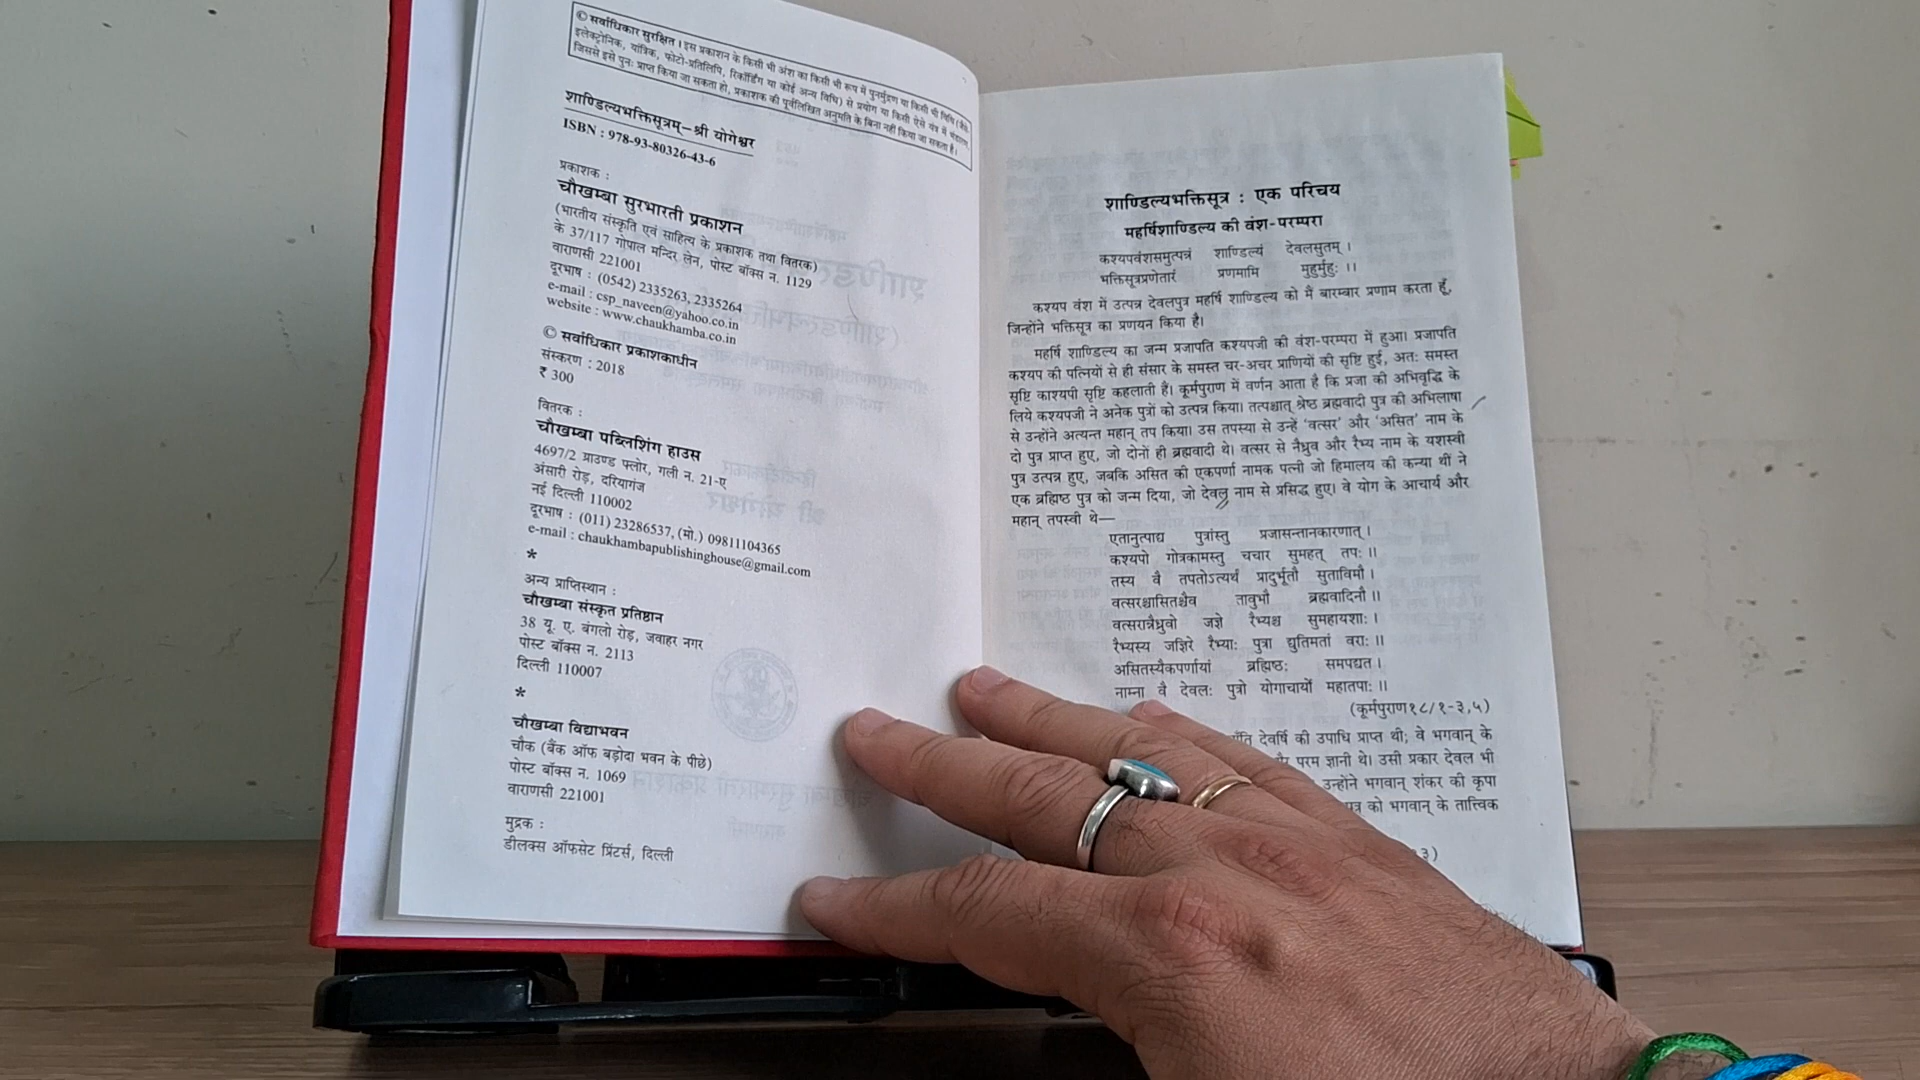 © सर्वाधिकार सुरक्षित। इस प्रकाशन के किसी भी अंश का किसी भी रूप में पुनर्मुद्रण या किसी भी विधि (जैसे-
इलेक्ट्रोनिक, यांत्रिक, फोटो-प्रतिलिपि, रिकॉर्डिंग या कोई अन्य विधि) से प्रयोग या किसी ऐसे यंत्र में भंडारण,
जिससे इसे पुनः प्राप्त किया जा सकता हो, प्रकाशक की पूर्वलिखित अनुमति के बिना नहीं किया जा सकता है।
शाण्डिल्यभक्तिसूत्रम्–श्री योगेश्वर
ISBN : 978-93-80326-43-6
प्रकाशक :
चौखम्बा सुरभारती प्रकाशन
(भारतीय संस्कृति एवं साहित्य के प्रकाशक तथा वितरक)
के 37/117 गोपाल मन्दिर लेन, पोस्ट बॉक्स न. 1129
वाराणसी 221001
दूरभाष : (0542) 2335263, 2335264
e-mail : csp_naveen@yahoo.co.in
website : www.chaukhamba.co.in
© सर्वाधिकार प्रकाशकाधीन
संस्करण : 2018
₹ 300
वितरक :
चौखम्बा पब्लिशिंग हाउस
4697/2 ग्राउण्ड फ्लोर, गली न. 21-ए
अंसारी रोड़, दरियागंज
नई दिल्ली 110002
दूरभाष : (011) 23286537, (मो.) 09811104365
e-mail : chaukhambapublishinghouse@gmail.com
*
अन्य प्राप्तिस्थान :
चौखम्बा संस्कृत प्रतिष्ठान
38 यू. ए. बंगलो रोड़, जवाहर नगर
पोस्ट बॉक्स न. 2113
दिल्ली 110007
*
चौखम्बा विद्याभवन
चौक (बैंक ऑफ बड़ोदा भवन के पीछे)
पोस्ट बॉक्स न. 1069
वाराणसी 221001
मुद्रक :
डीलक्स ऑफसेट प्रिंटर्स, दिल्ली
शाण्डिल्यभक्तिसूत्र : एक परिचय
महर्षिशाण्डिल्य की वंश-परम्परा
कश्यपवंशसमुत्पत्रं शाण्डिल्यं देवलसुतम् ।
भक्तिसूत्रप्रणेतारं प्रणमामि मुहुर्मुहुः ।।
कश्यप वंश में उत्पन्न देवलपुत्र महर्षि शाण्डिल्य को मैं बारम्बार प्रणाम करता हूँ,
जिन्होंने भक्तिसूत्र का प्रणयन किया है।
महर्षि शाण्डिल्य का जन्म प्रजापति कश्यपजी की वंश-परम्परा में हुआ। प्रजापति
कश्यप की पत्नियों से ही संसार के समस्त चर-अचर प्राणियों की सृष्टि हुई, अतः समस्त
सृष्टि काश्यपी सृष्टि कहलाती है। कूर्मपुराण में वर्णन आता है कि प्रजा की अभिवृद्धि के
लिये कश्यपजी ने अनेक पुत्रों को उत्पन्न किया। तत्पश्चात् श्रेष्ठ ब्रह्मवादी पुत्र की अभिलाषा
से उन्होंने अत्यन्त महान् तप किया। उस तपस्या से उन्हें ‘वत्सर’ और ‘असित’ नाम के
दो पुत्र प्राप्त हुए, जो दोनों ही ब्रह्मवादी थे। वत्सर से नैध्रुव और रैभ्य नाम के यशस्वी
पुत्र उत्पन्न हुए, जबकि असित की एकपर्णा नामक पत्नी जो हिमालय की कन्या थीं ने
एक ब्रह्मिष्ठ पुत्र को जन्म दिया, जो देवल नाम से प्रसिद्ध हुए। वे योग के आचार्य और
महान् तपस्वी थे—
एतानुत्पाद्य पुत्रांस्तु प्रजासन्तानकारणात् ।
कश्यपो गोत्रकामस्तु चचार सुमहत् तपः ।।
तस्य वै तपतोऽत्यर्थं प्रादुर्भूतौ सुताविमौ ।
वत्सरश्चासितश्चैव तावुभौ ब्रह्मवादिनौ ।।
वत्सरान्नैध्रुवो जज्ञे रैभ्यश्च सुमहायशाः ।
रैभ्यस्य जज्ञिरे रैभ्याः पुत्रा द्युतिमतां वराः ।।
असितस्यैकपर्णायां ब्रह्मिष्ठः समपद्यत ।
नाम्ना वै देवलः पुत्रो योगाचार्यो महातपाः ।।
(कूर्मपुराण१८/१-३,५)
देवर्षि की उपाधि प्राप्त थी; वे भगवान् के
परम ज्ञानी थे। उसी प्रकार देवल भी
उन्होंने भगवान् शंकर की कृपा
को भगवान् के तात्त्विक